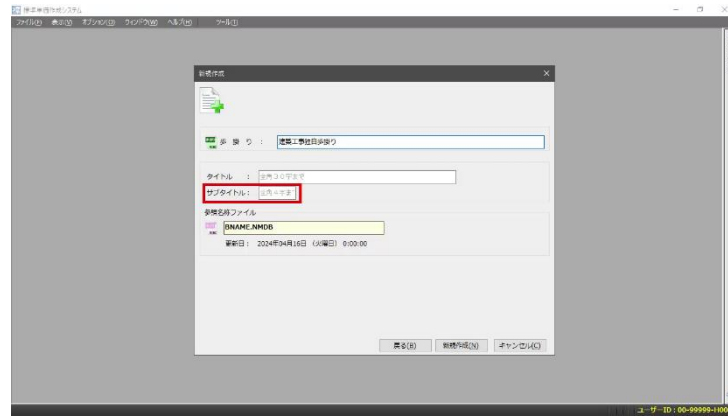 標準単価作成システム
ファイル(F) 表示(V) オプション(O) ウィンドウ(W) ヘルプ(H) ツール(T)
新規作成
歩 掛 り :
建築工事独自歩掛り
タイトル :
全角30字まで
サブタイトル:
全角4字まで
参照名称ファイル
BNAME.NMDB
更新日: 2024年04月16日 (火曜日) 0:00:00
戻る(B) 新規作成(N) キャンセル(C)
ユーザーID:00-99999-H00